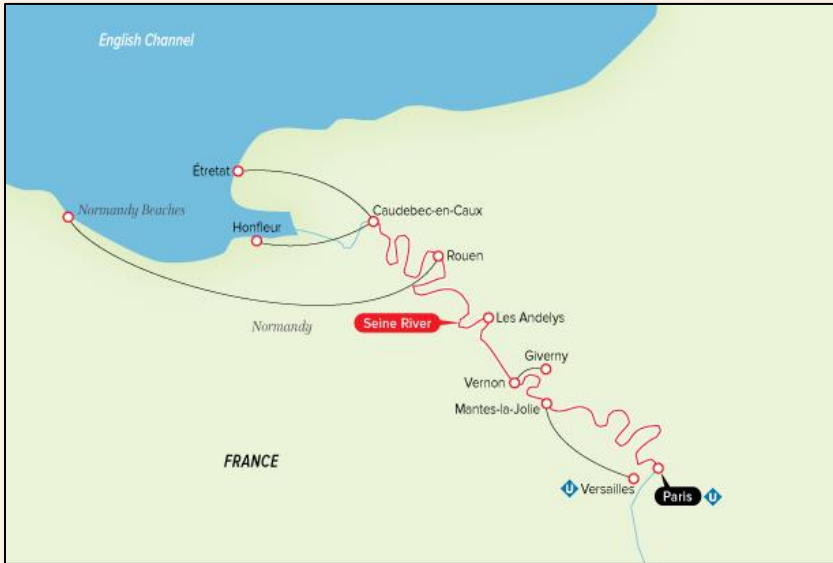 English Channel
Étretat
Normandy Beaches
Caudebec-en-Caux
Honfleur
Rouen
Les Andelys
Seine River
Normandy
Giverny
Vernon
Mantes-la-Jolie
FRANCE
U Versailles
Paris U